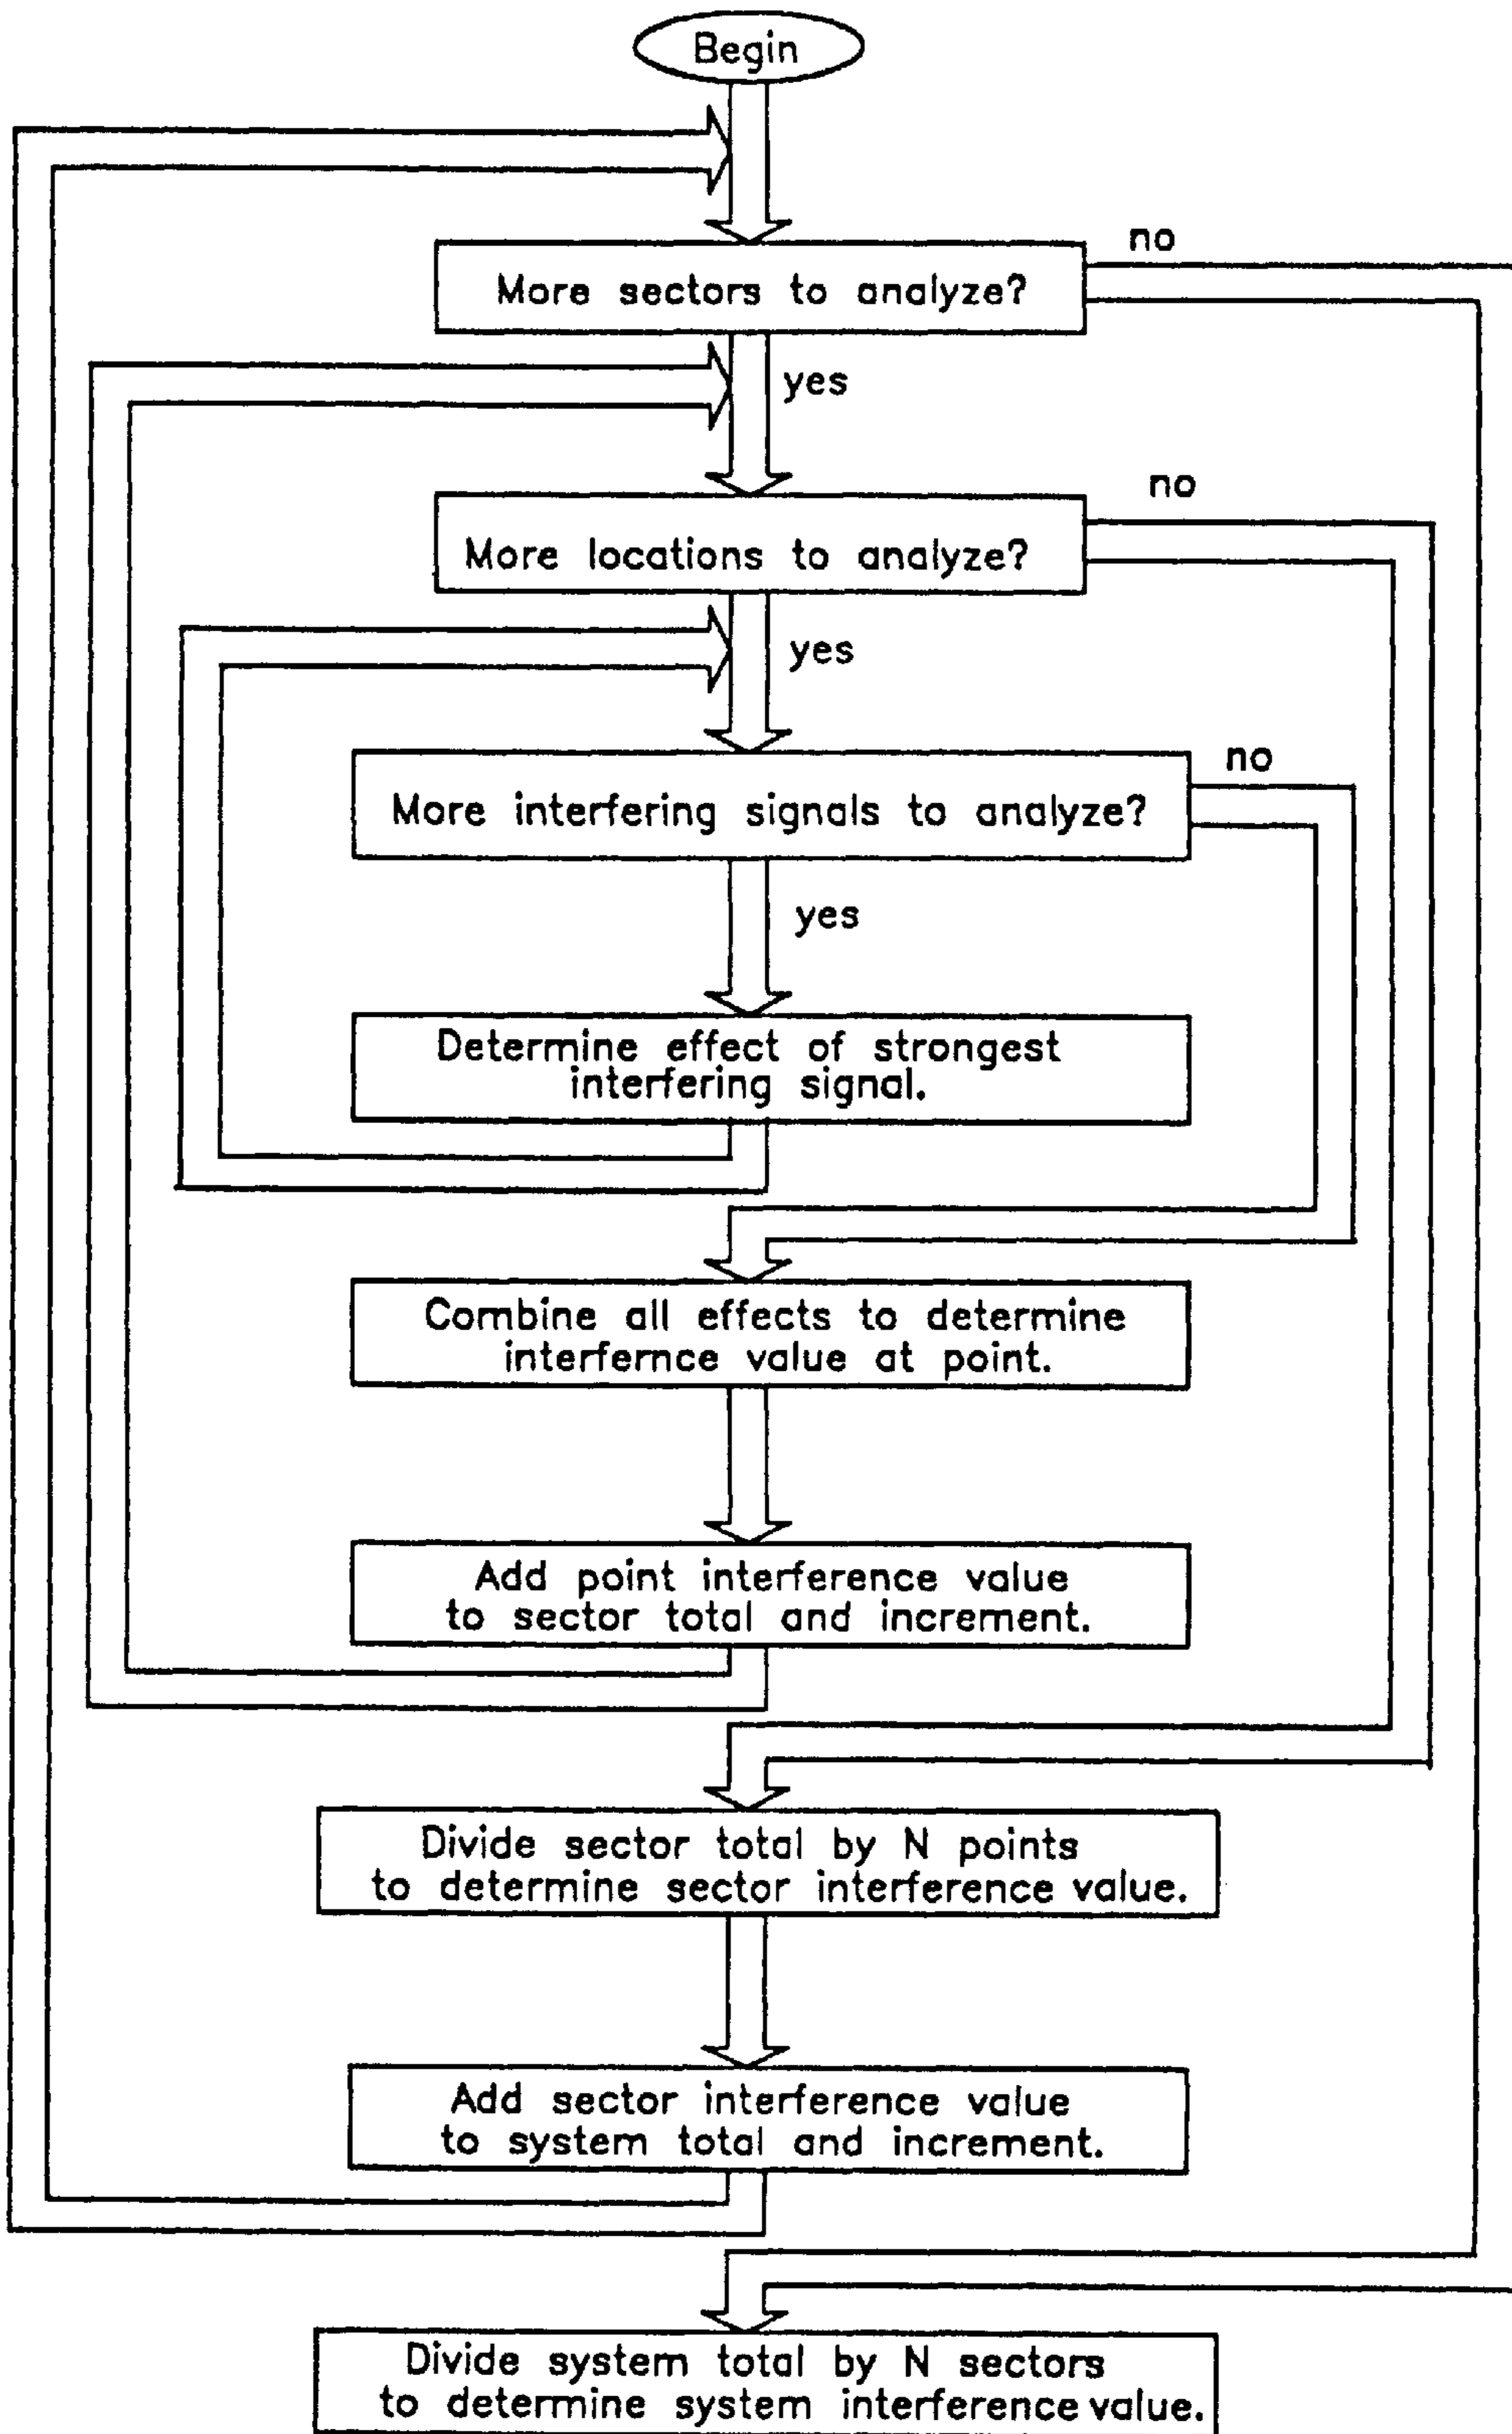 Begin
no
More sectors to analyze?
yes
no
More locations to analyze?
yes
no
More interfering signals to analyze?
yes
Determine effect of strongest
interfering signal.
Combine all effects to determine
interfernce value at point.
Add point interference value
to sector total and increment.
Divide sector total by N points
to determine sector interference value.
Add sector interference value
to system total and increment.
Divide system total by N sectors
to determine system interference value.